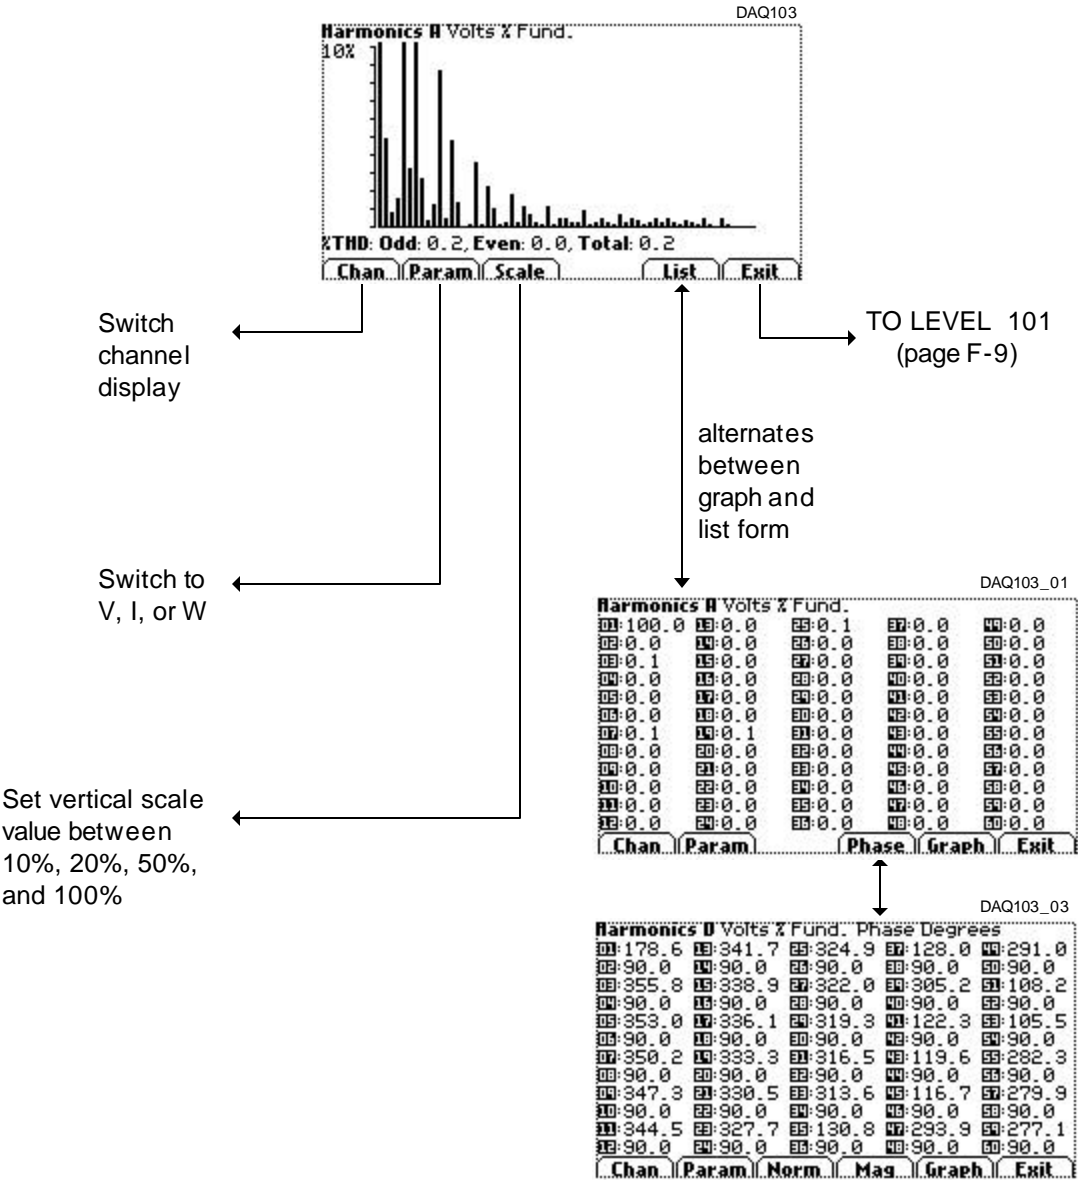 DAQ103
Harmonics A Volts % Fund.
10%
%THD: Odd: 0.2, Even: 0.0, Total: 0.2
Chan Param Scale List Exit
Switch
channel
display
TO LEVEL 101
(page F-9)
alternates
between
graph and
list form
Switch to
V, I, or W
Set vertical scale
value between
10%, 20%, 50%,
and 100%
DAQ103_01
Harmonics A Volts % Fund.
01:100.0 13:0.0 25:0.1 37:0.0 49:0.0
02:0.0 14:0.0 26:0.0 38:0.0 50:0.0
03:0.1 15:0.0 27:0.0 39:0.0 51:0.0
04:0.0 16:0.0 28:0.0 40:0.0 52:0.0
05:0.0 17:0.0 29:0.0 41:0.0 53:0.0
06:0.0 18:0.0 30:0.0 42:0.0 54:0.0
07:0.1 19:0.1 31:0.0 43:0.0 55:0.0
08:0.0 20:0.0 32:0.0 44:0.0 56:0.0
09:0.0 21:0.0 33:0.0 45:0.0 57:0.0
10:0.0 22:0.0 34:0.0 46:0.0 58:0.0
11:0.0 23:0.0 35:0.0 47:0.0 59:0.0
12:0.0 24:0.0 36:0.0 48:0.0 60:0.0
Chan Param Phase Graph Exit
DAQ103_03
Harmonics D Volts % Fund. Phase Degrees
01:178.6 13:341.7 25:324.9 37:128.0 49:291.0
02:90.0 14:90.0 26:90.0 38:90.0 50:90.0
03:355.8 15:338.9 27:322.0 39:305.2 51:108.2
04:90.0 16:90.0 28:90.0 40:90.0 52:90.0
05:353.0 17:336.1 29:319.3 41:122.3 53:105.5
06:90.0 18:90.0 30:90.0 42:90.0 54:90.0
07:350.2 19:333.3 31:316.5 43:119.6 55:282.3
08:90.0 20:90.0 32:90.0 44:90.0 56:90.0
09:347.3 21:330.5 33:313.6 45:116.7 57:279.9
10:90.0 22:90.0 34:90.0 46:90.0 58:90.0
11:344.5 23:327.7 35:130.8 47:293.9 59:277.1
12:90.0 24:90.0 36:90.0 48:90.0 60:90.0
Chan Param Norm Mag Graph Exit